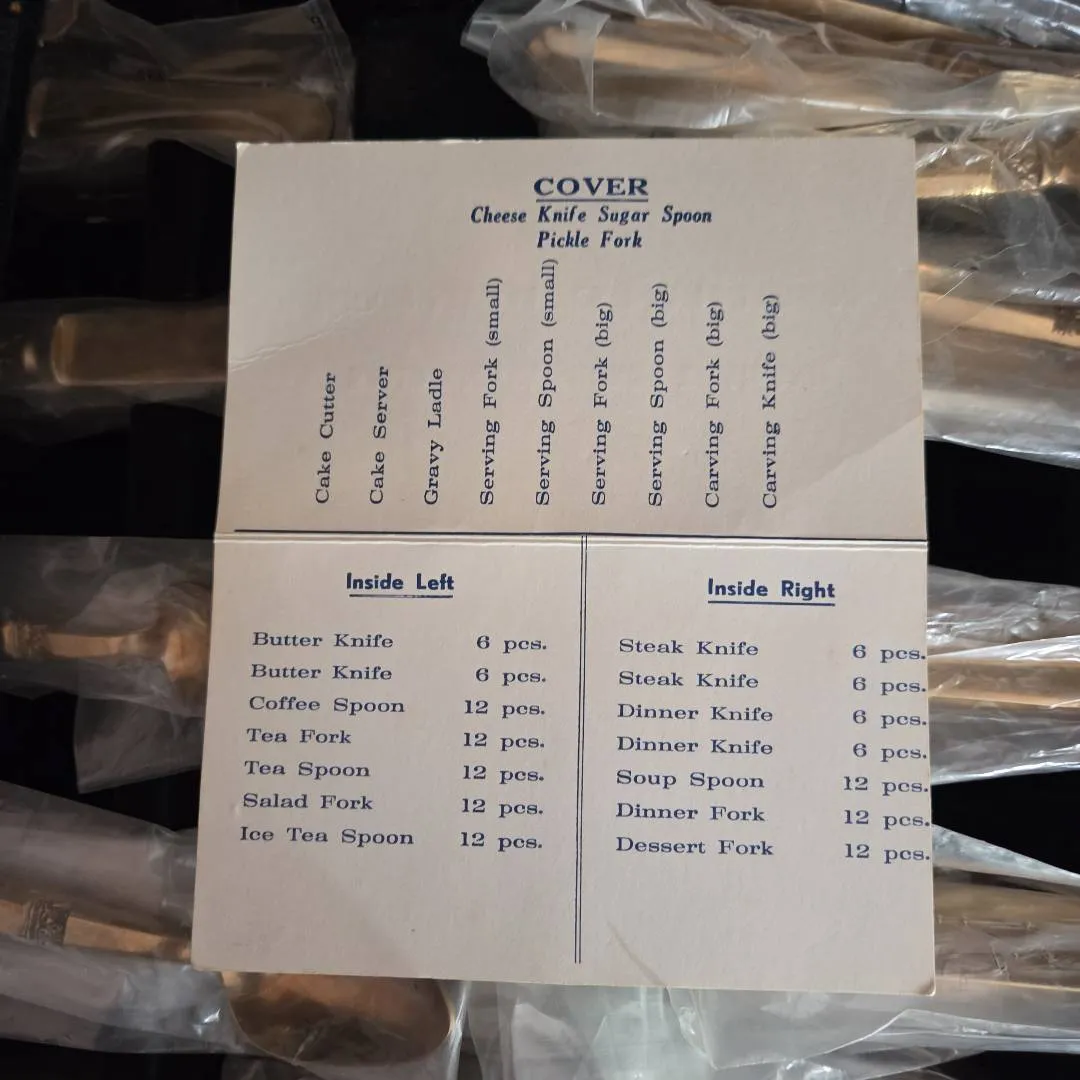 COVER
Cheese Knife Sugar Spoon
Pickle Fork
Cake Cutter
Cake Server
Gravy Ladle
Serving Fork (small)
Serving Spoon (small)
Serving Fork (big)
Serving Spoon (big)
Carving Fork (big)
Carving Knife (big)
Inside Left
Butter Knife 6 pcs.
Butter Knife 6 pcs.
Coffee Spoon 12 pcs.
Tea Fork 12 pcs.
Tea Spoon 12 pcs.
Salad Fork 12 pcs.
Ice Tea Spoon 12 pcs.
Inside Right
Steak Knife 6 pcs.
Steak Knife 6 pcs.
Dinner Knife 6 pcs.
Dinner Knife 6 pcs.
Soup Spoon 12 pcs.
Dinner Fork 12 pcs.
Dessert Fork 12 pcs.